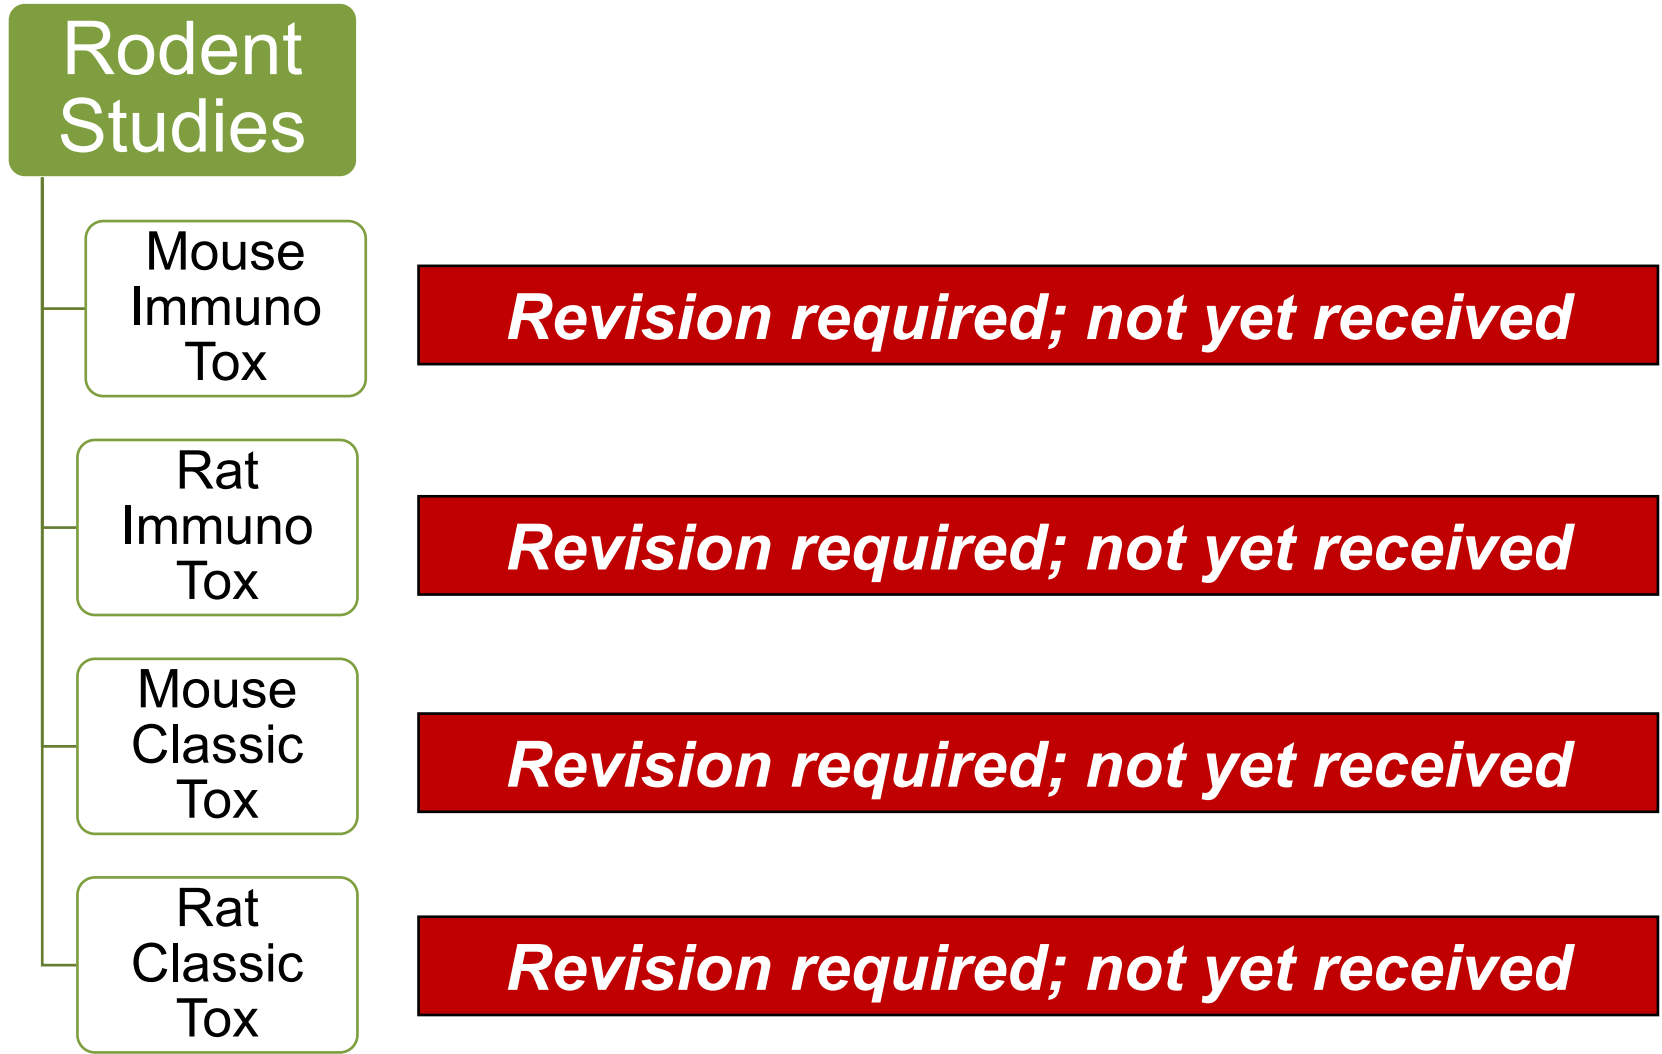 Rodent
Studies
Mouse
Immuno
Tox
Revision required; not yet received
Rat
Immuno
Tox
Revision required; not yet received
Mouse
Classic
Tox
Revision required; not yet received
Rat
Classic
Tox
Revision required; not yet received